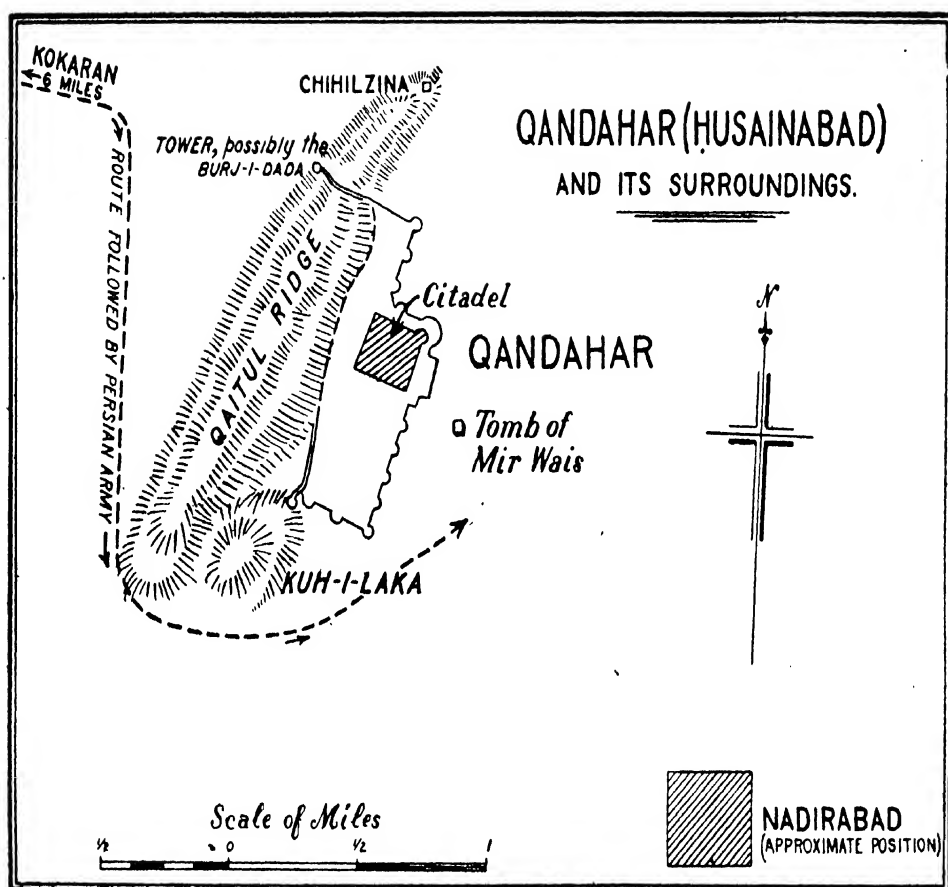 KOKARAN
6 MILES
CHIHILZINA
QANDAHAR (ḤUSAINABAD)
AND ITS SURROUNDINGS.
TOWER, possibly the
BURJ-I-DADA
ROUTE FOLLOWED BY PERSIAN ARMY
QAITUL RIDGE
Citadel
QANDAHAR
N
Tomb of
Mir Wais
KUH-I-LAKA
Scale of Miles
½ 0 ½ 1
NADIRABAD
(APPROXIMATE POSITION)